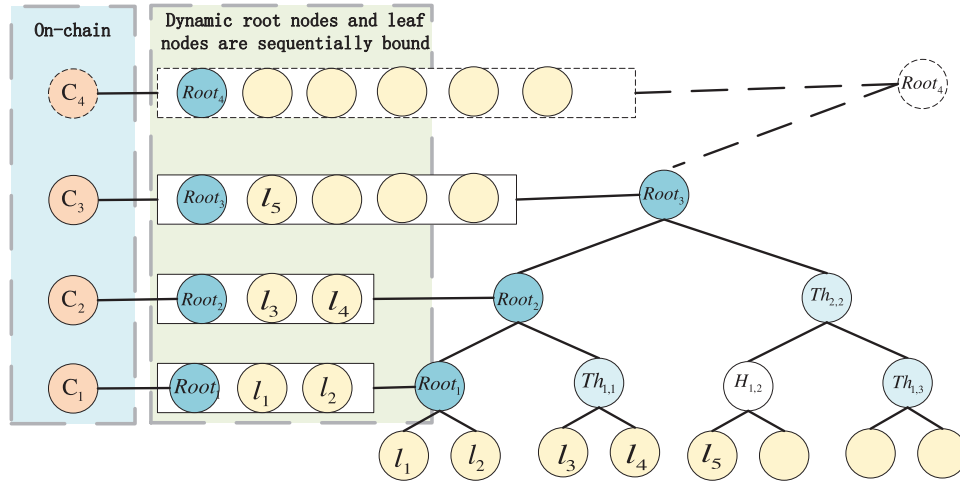 On-chain
Dynamic root nodes and leaf
nodes are sequentially bound
C4 Root4 Root4
C3 Root3 l5 Root3
C2 Root2 l3 l4 Root2 Th2,2
C1 Root1 l1 l2 Root1 Th1,1 H1,2 Th1,3
l1 l2 l3 l4 l5